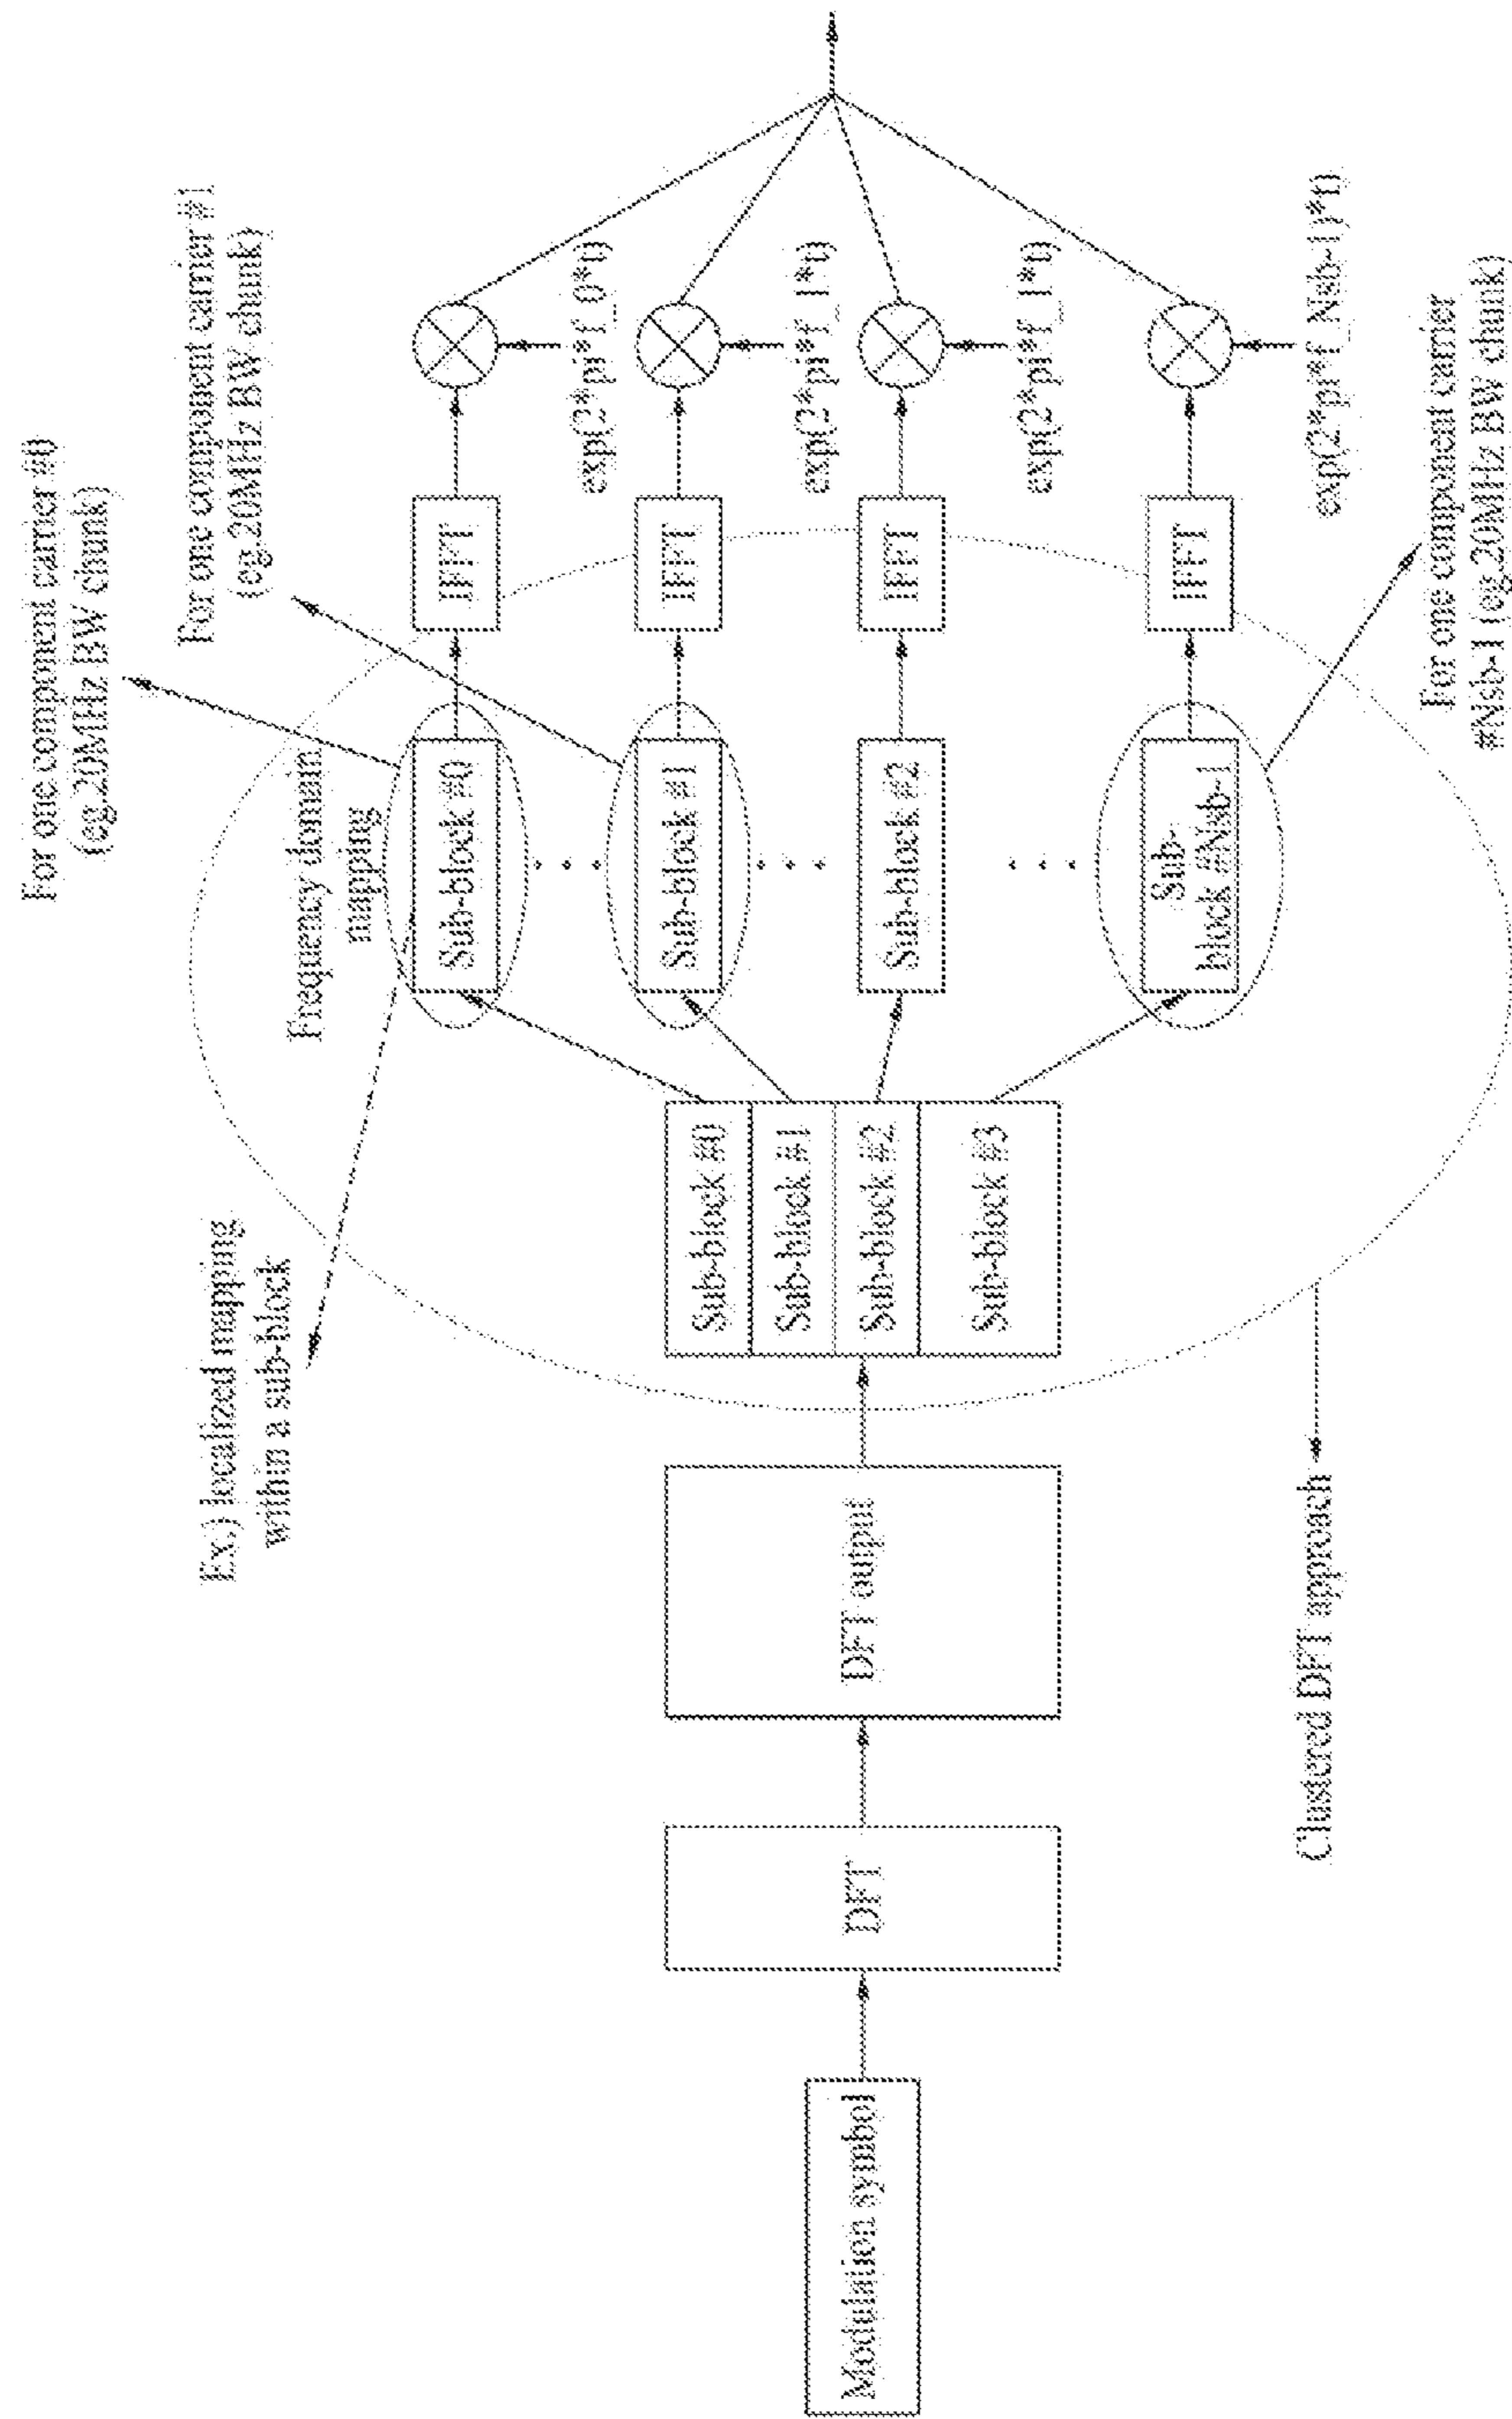 For one component carrier #0
(eg.20MHz BW chunk)
For one component carrier #1
(eg.20MHz BW chunk)
Ex.) localized mapping
within a sub-block
Frequency domain
mapping
Modulation symbol
DFT
DFT output
Sub-block #0
Sub-block #1
Sub-block #2
Sub-block #3
Sub-block #0
IFFT
exp(2*pi*f_0*t)
Sub-block #1
IFFT
exp(2*pi*f_1*t)
Sub-block #2
IFFT
exp(2*pi*f_1*t)
Sub-
block #Nsb-1
IFFT
exp(2*pi*f_Nsb-1)*t)
Clustered DFT approach
For one component carrier
#Nsb-1 (eg.20MHz BW chunk)